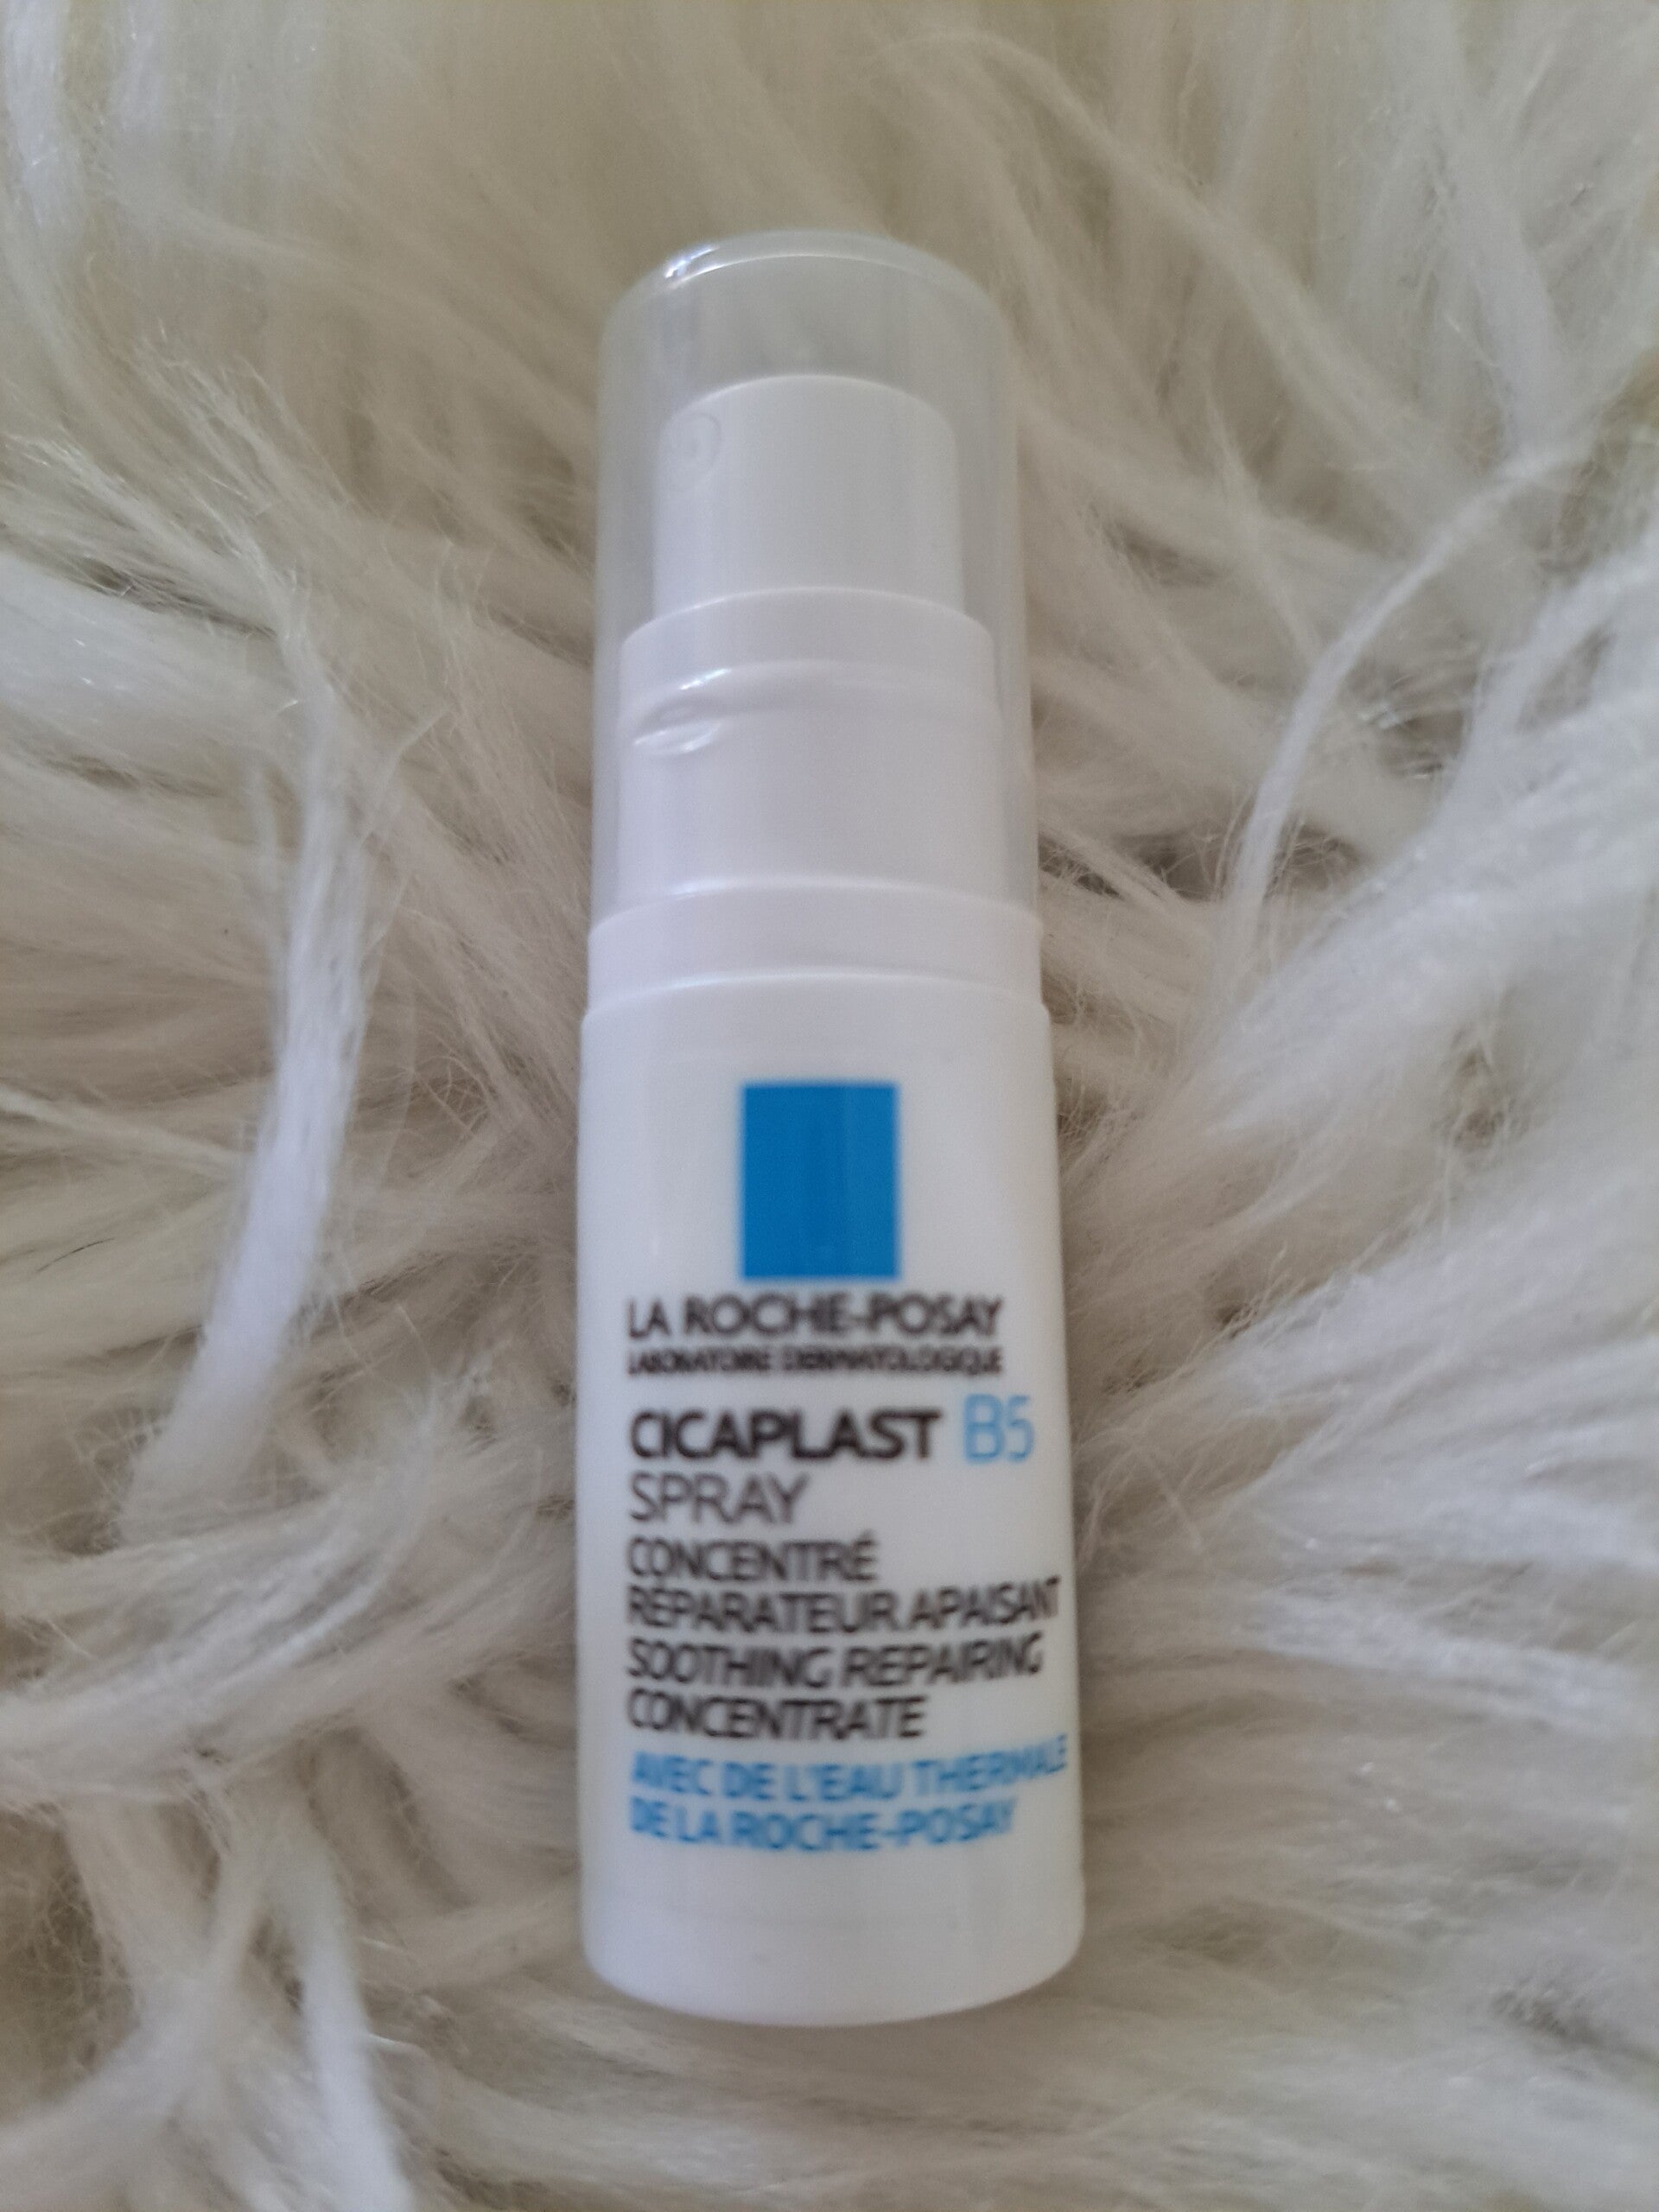 LA ROCHE-POSAY
LABORATOIRE DERMATOLOGIQUE
CICAPLAST B5
SPRAY
CONCENTRÉ
RÉPARATEUR APAISANT
SOOTHING REPAIRING
CONCENTRATE
AVEC DE L'EAU THERMALE
DE LA ROCHE-POSAY